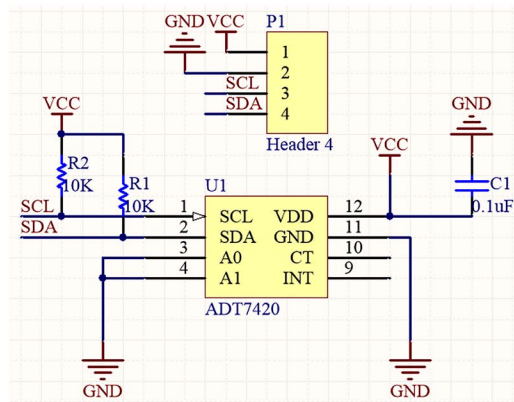 GND VCC
P1
1
2
SCL 3
SDA 4
Header 4
VCC
R2
10K
R1
10K
SCL
SDA
U1
1 SCL VDD 12
2 SDA GND 11
3 A0 CT 10
4 A1 INT 9
ADT7420
VCC
GND
C1
0.1uF
GND
GND